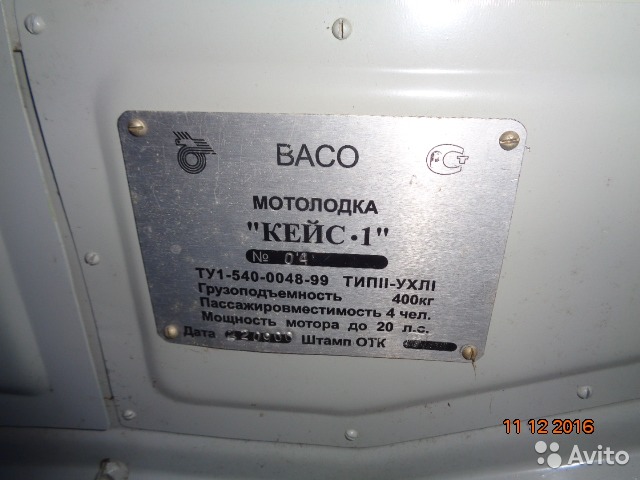 ВАСО
МОТОЛОДКА
"КЕЙС·1"
№ 04
ТУ1-540-0048-99 ТИПII-УХЛI
Грузоподъемность 400кг
Пассажировместимость 4 чел.
Мощность мотора до 20 л.с.
Дата Штамп ОТК
11 12 2016
Avito